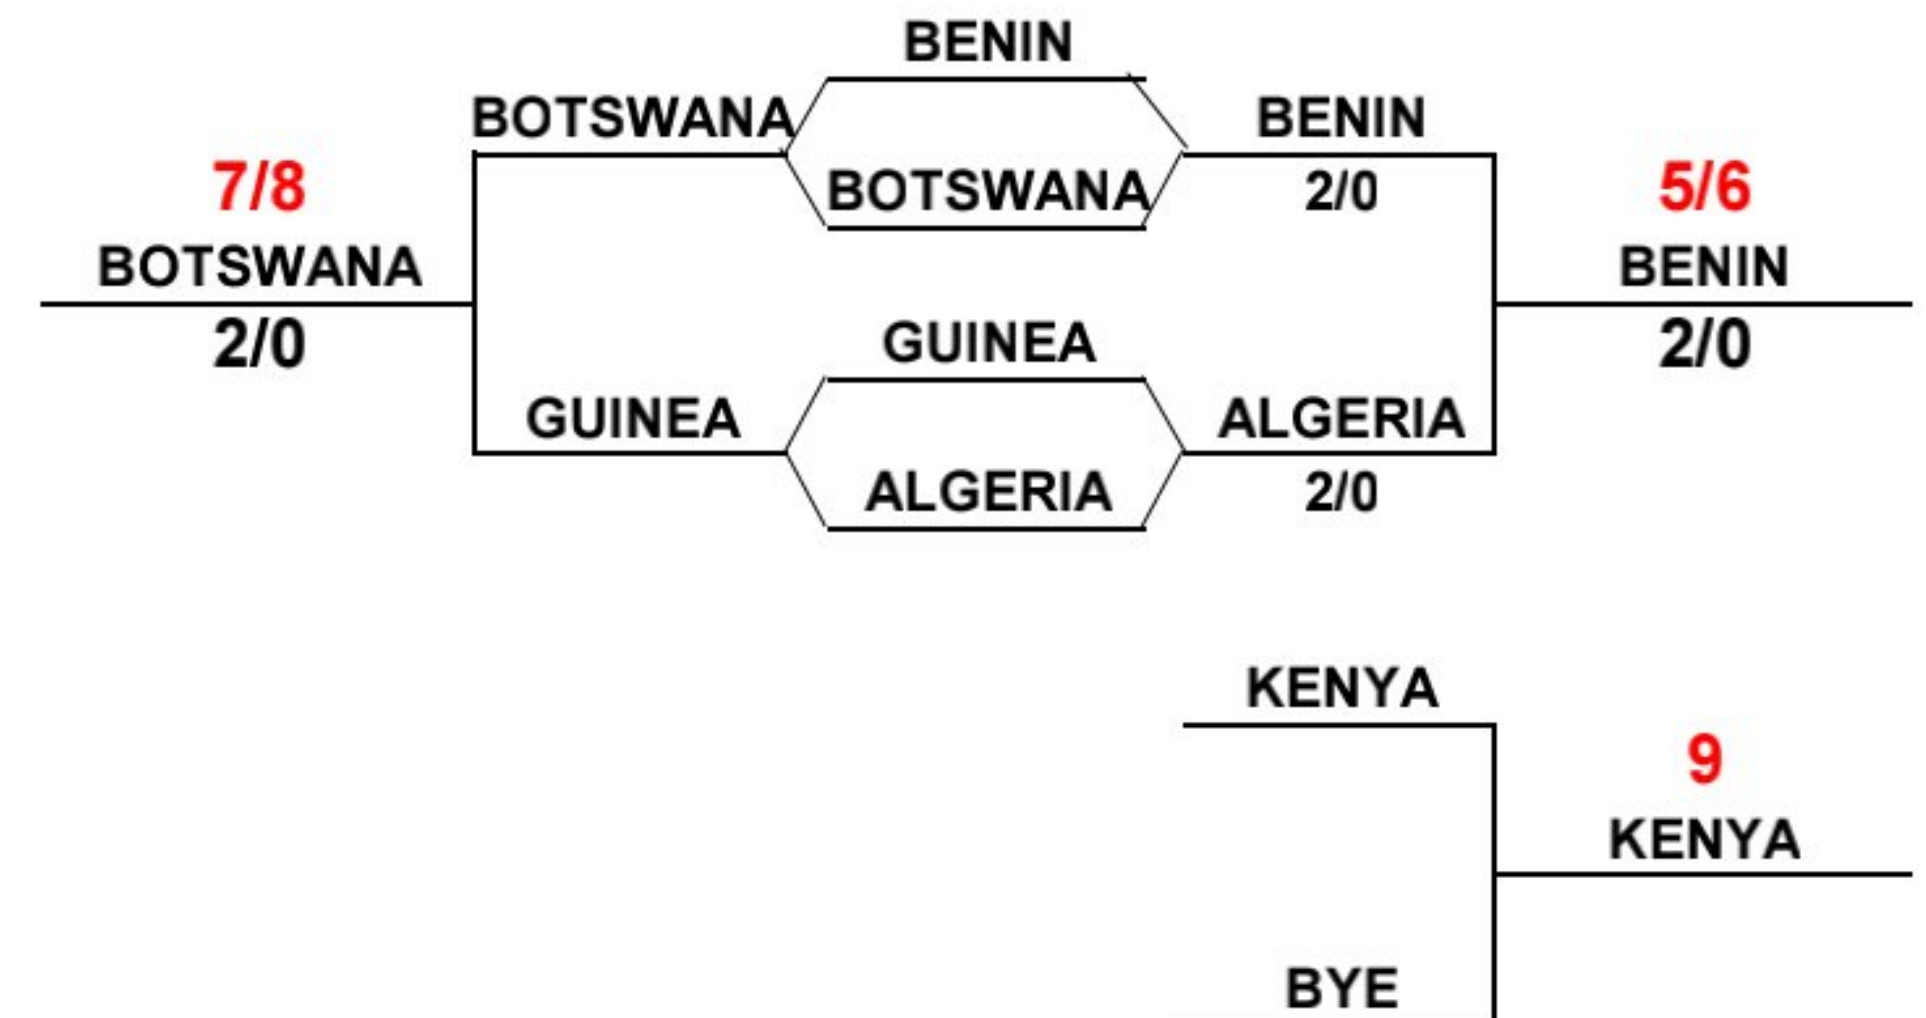 BENIN
BOTSWANA
BENIN
7/8
BOTSWANA
2/0
5/6
BOTSWANA
BENIN
2/0
GUINEA
2/0
GUINEA
ALGERIA
ALGERIA
2/0
KENYA
9
KENYA
BYE